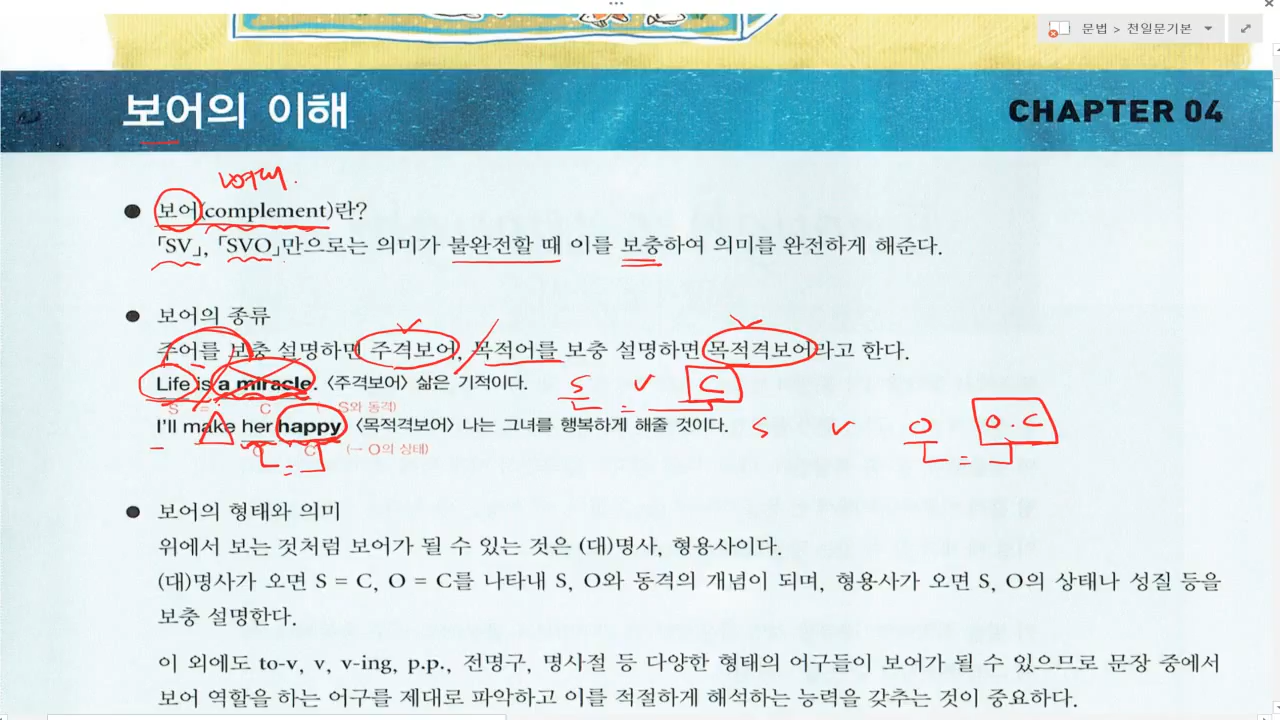 문법 > 천일문기본
보어의 이해
CHAPTER 04
보어(complement)란?
「SV」, 「SVO」만으로는 의미가 불완전할 때 이를 보충하여 의미를 완전하게 해준다.
보어의 종류
주어를 보충 설명하면 주격보어, 목적어를 보충 설명하면 목적격보어라고 한다.
Life is a miracle. 〈주격보어〉 삶은 기적이다. S V C
S = C (→ S와 동격) =
I'll make her happy 〈목적격보어〉 나는 그녀를 행복하게 해줄 것이다. S V O O.C
O C (→ O의 상태) = =
보어의 형태와 의미
위에서 보는 것처럼 보어가 될 수 있는 것은 (대)명사, 형용사이다.
(대)명사가 오면 S = C, O = C를 나타내 S, O와 동격의 개념이 되며, 형용사가 오면 S, O의 상태나 성질 등을
보충 설명한다.
이 외에도 to-v, v, v-ing, p.p., 전명구, 명사절 등 다양한 형태의 어구들이 보어가 될 수 있으므로 문장 중에서
보어 역할을 하는 어구를 제대로 파악하고 이를 적절하게 해석하는 능력을 갖추는 것이 중요하다.